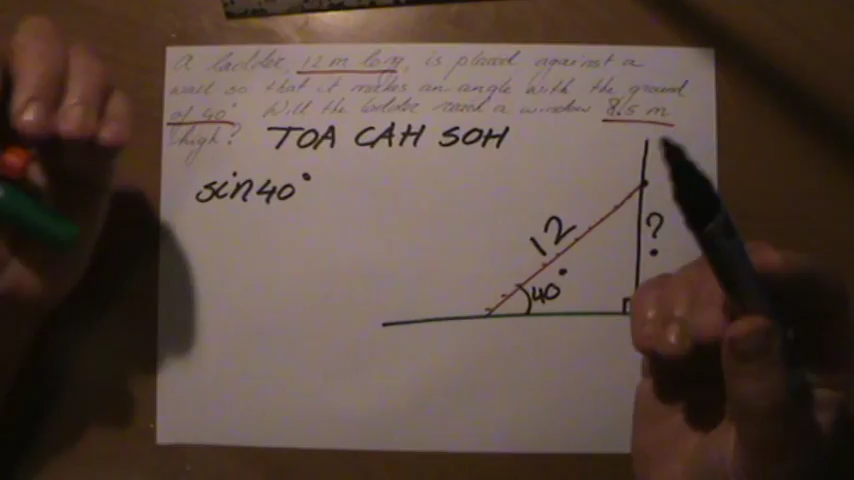 A ladder, 12 m long, is placed against a
wall so that it makes an angle with the ground
of 40°. Will the ladder reach a window 8.5 m
high? TOA CAH SOH
sin40°
12
?
40°